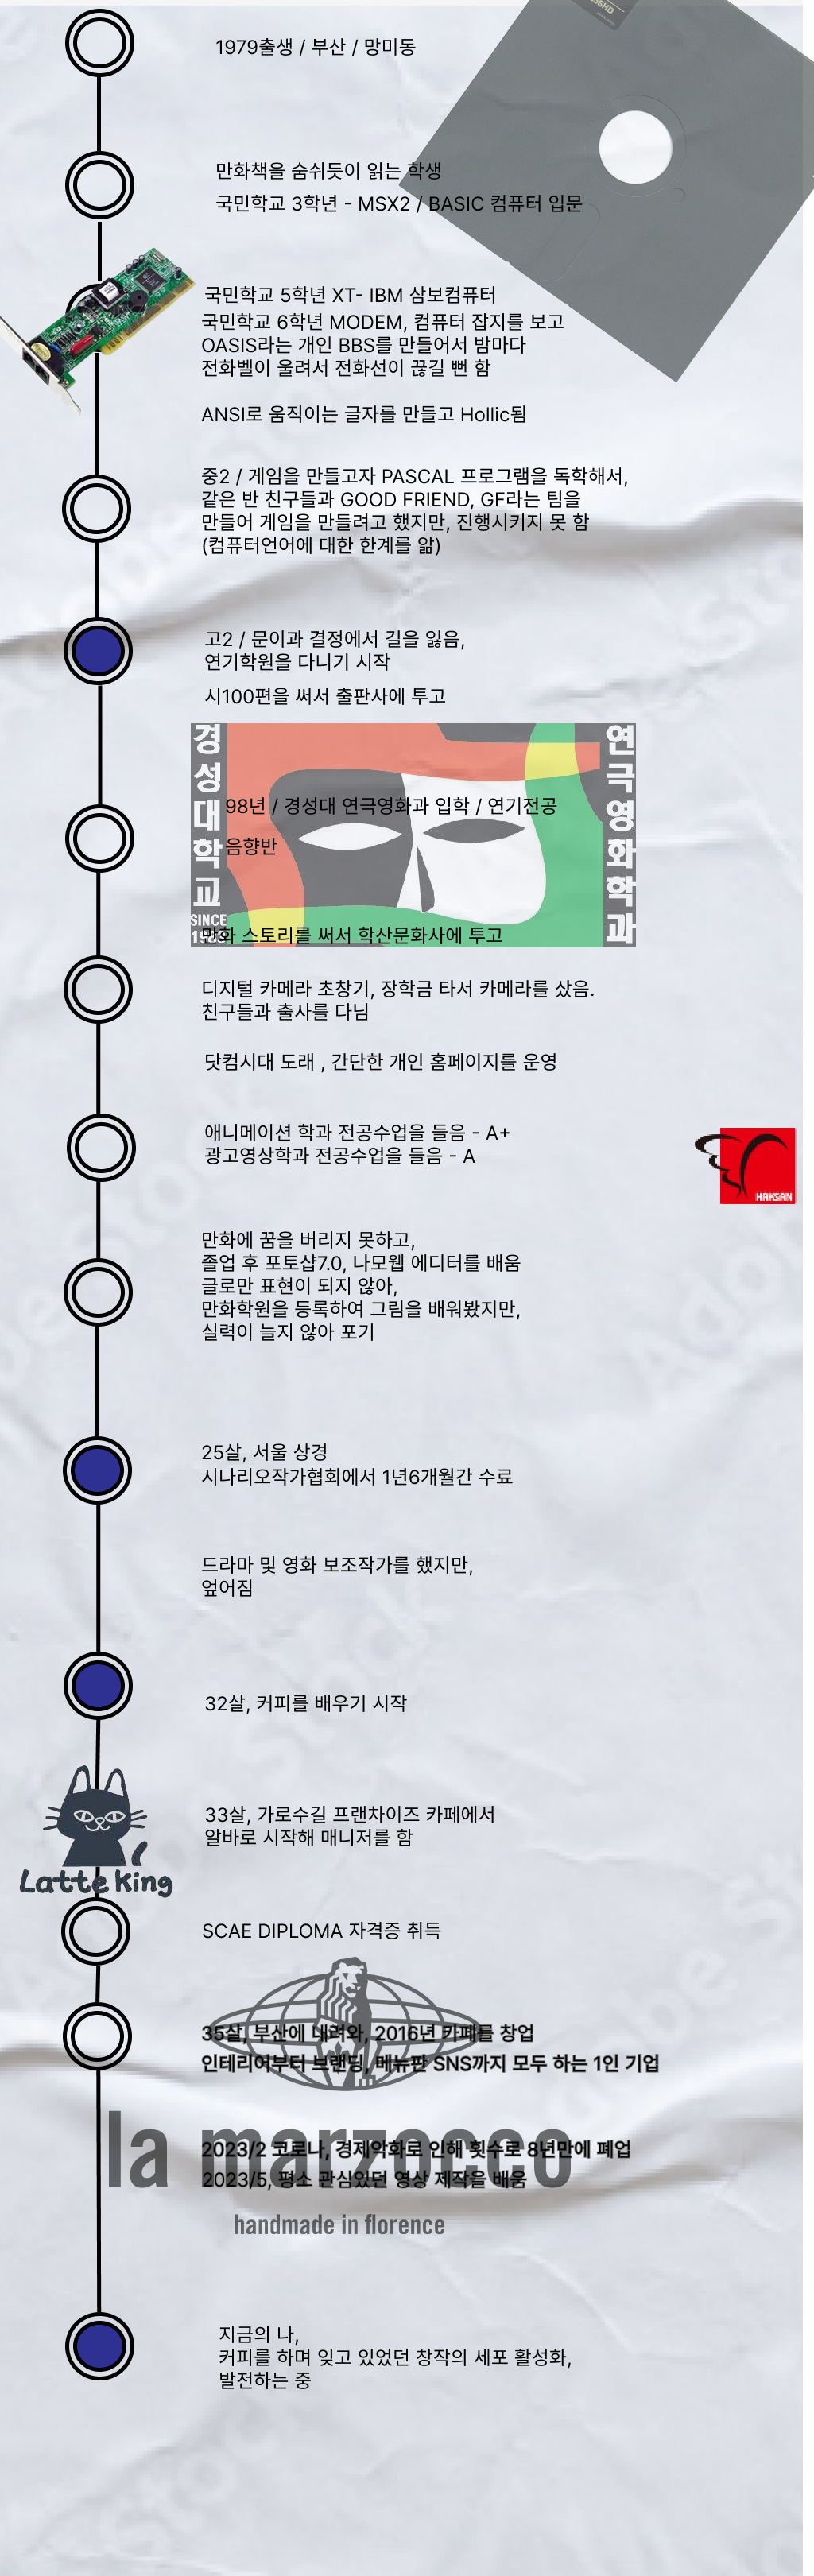 1979출생 / 부산 / 망미동
만화책을 숨쉬듯이 읽는 학생
국민학교 3학년 - MSX2 / BASIC 컴퓨터 입문
국민학교 5학년 XT- IBM 삼보컴퓨터
국민학교 6학년 MODEM, 컴퓨터 잡지를 보고
OASIS라는 개인 BBS를 만들어서 밤마다
전화벨이 울려서 전화선이 끊길 뻔 함
ANSI로 움직이는 글자를 만들고 Hollic됨
중2 / 게임을 만들고자 PASCAL 프로그램을 독학해서,
같은 반 친구들과 GOOD FRIEND, GF라는 팀을
만들어 게임을 만들려고 했지만, 진행시키지 못 함
(컴퓨터언어에 대한 한계를 앎)
고2 / 문이과 결정에서 길을 잃음,
연기학원을 다니기 시작
시100편을 써서 출판사에 투고
경성대학교
SINCE
연극영화학과
98년 / 경성대 연극영화과 입학 / 연기전공
음향반
만화 스토리를 써서 학산문화사에 투고
디지털 카메라 초창기, 장학금 타서 카메라를 샀음.
친구들과 출사를 다님
닷컴시대 도래 , 간단한 개인 홈페이지를 운영
애니메이션 학과 전공수업을 들음 - A+
광고영상학과 전공수업을 들음 - A
HAKSAN
만화에 꿈을 버리지 못하고,
졸업 후 포토샵7.0, 나모웹 에디터를 배움
글로만 표현이 되지 않아,
만화학원을 등록하여 그림을 배워봤지만,
실력이 늘지 않아 포기
25살, 서울 상경
시나리오작가협회에서 1년6개월간 수료
드라마 및 영화 보조작가를 했지만,
엎어짐
32살, 커피를 배우기 시작
33살, 가로수길 프랜차이즈 카페에서
알바로 시작해 매니저를 함
Latte king
SCAE DIPLOMA 자격증 취득
35살, 부산에 내려와, 2016년 카페를 창업
인테리어부터 브랜딩, 메뉴판 SNS까지 모두 하는 1인 기업
la marzocco
2023/2 코로나, 경제악화로 인해 횟수로 8년만에 폐업
2023/5, 평소 관심있던 영상 제작을 배움
handmade in florence
지금의 나,
커피를 하며 잊고 있었던 창작의 세포 활성화,
발전하는 중